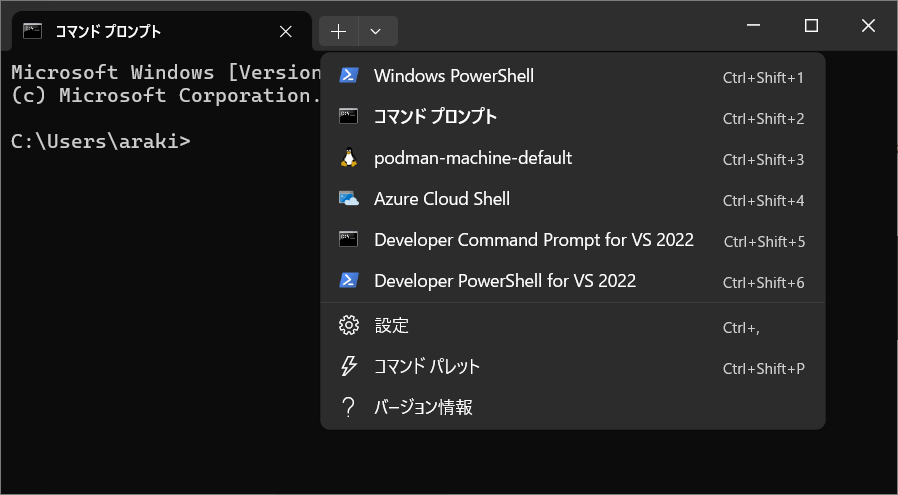 コマンド プロンプト
Microsoft Windows [Version
(c) Microsoft Corporation.
C:\Users\araki>
Windows PowerShell Ctrl+Shift+1
コマンド プロンプト Ctrl+Shift+2
podman-machine-default Ctrl+Shift+3
Azure Cloud Shell Ctrl+Shift+4
Developer Command Prompt for VS 2022 Ctrl+Shift+5
Developer PowerShell for VS 2022 Ctrl+Shift+6
設定 Ctrl+,
コマンド パレット Ctrl+Shift+P
バージョン情報